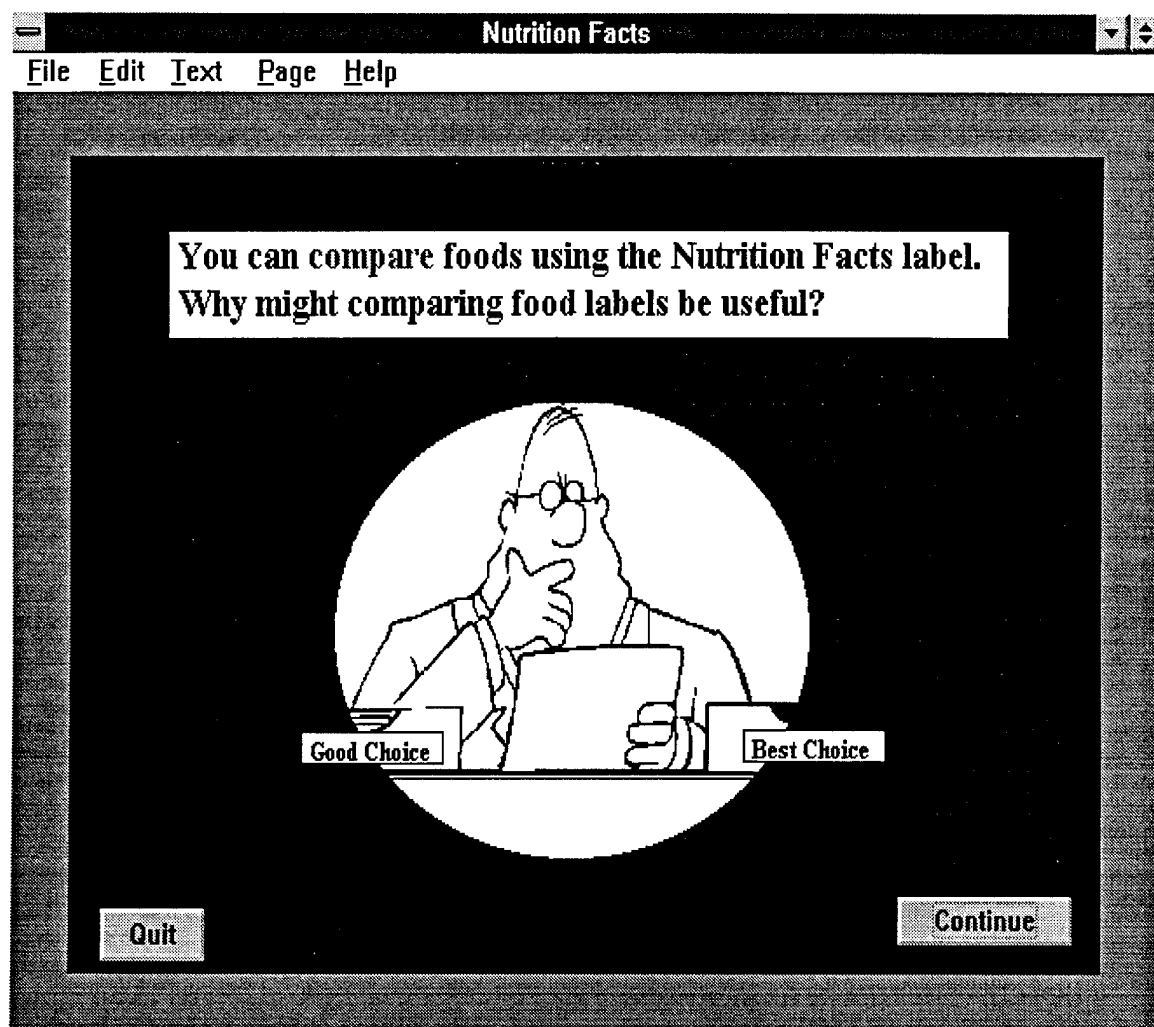 Nutrition Facts
File Edit Text Page Help
You can compare foods using the Nutrition Facts label.
Why might comparing food labels be useful?
Good Choice
Best Choice
Quit
Continue